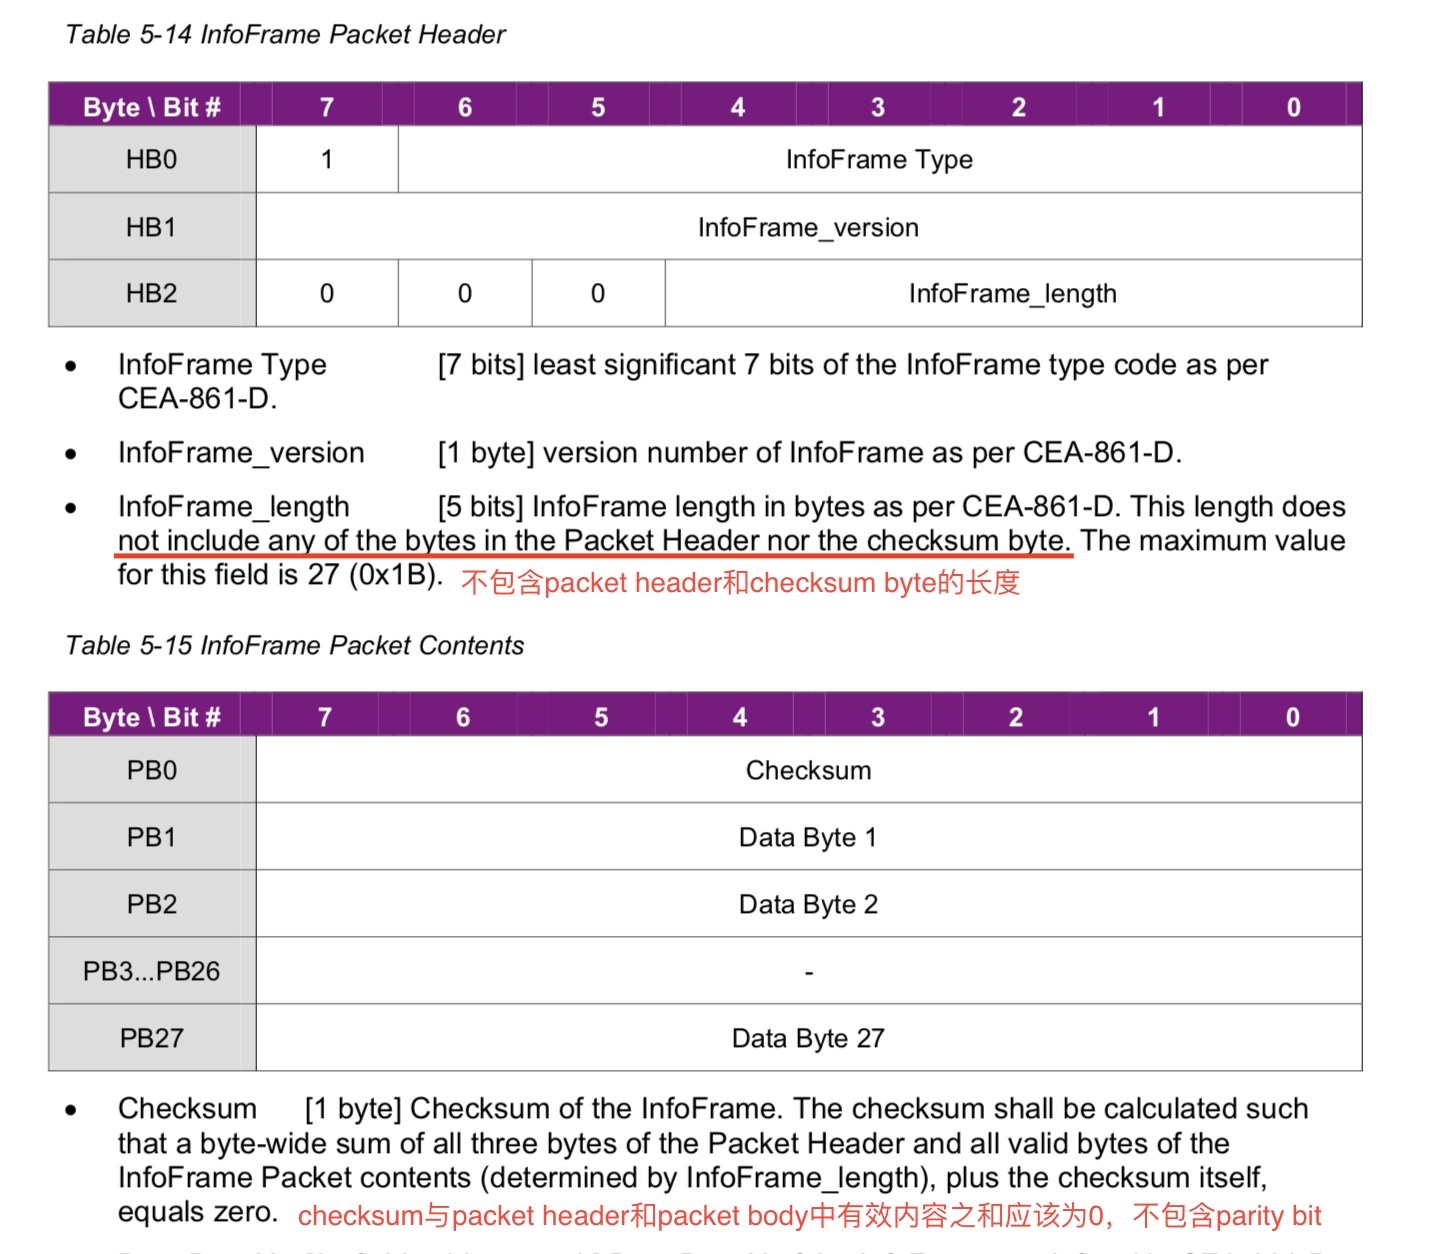 Table 5-14 InfoFrame Packet Header
Byte \ Bit # 7 6 5 4 3 2 1 0
HB0 1 InfoFrame Type
HB1 InfoFrame_version
HB2 0 0 0 InfoFrame_length
• InfoFrame Type [7 bits] least significant 7 bits of the InfoFrame type code as per
CEA-861-D.
• InfoFrame_version [1 byte] version number of InfoFrame as per CEA-861-D.
• InfoFrame_length [5 bits] InfoFrame length in bytes as per CEA-861-D. This length does
not include any of the bytes in the Packet Header nor the checksum byte. The maximum value
for this field is 27 (0x1B). 不包含packet header和checksum byte的长度
Table 5-15 InfoFrame Packet Contents
Byte \ Bit # 7 6 5 4 3 2 1 0
PB0 Checksum
PB1 Data Byte 1
PB2 Data Byte 2
PB3...PB26 -
PB27 Data Byte 27
• Checksum [1 byte] Checksum of the InfoFrame. The checksum shall be calculated such
that a byte-wide sum of all three bytes of the Packet Header and all valid bytes of the
InfoFrame Packet contents (determined by InfoFrame_length), plus the checksum itself,
equals zero. checksum与packet header和packet body中有效内容之和应该为0，不包含parity bit